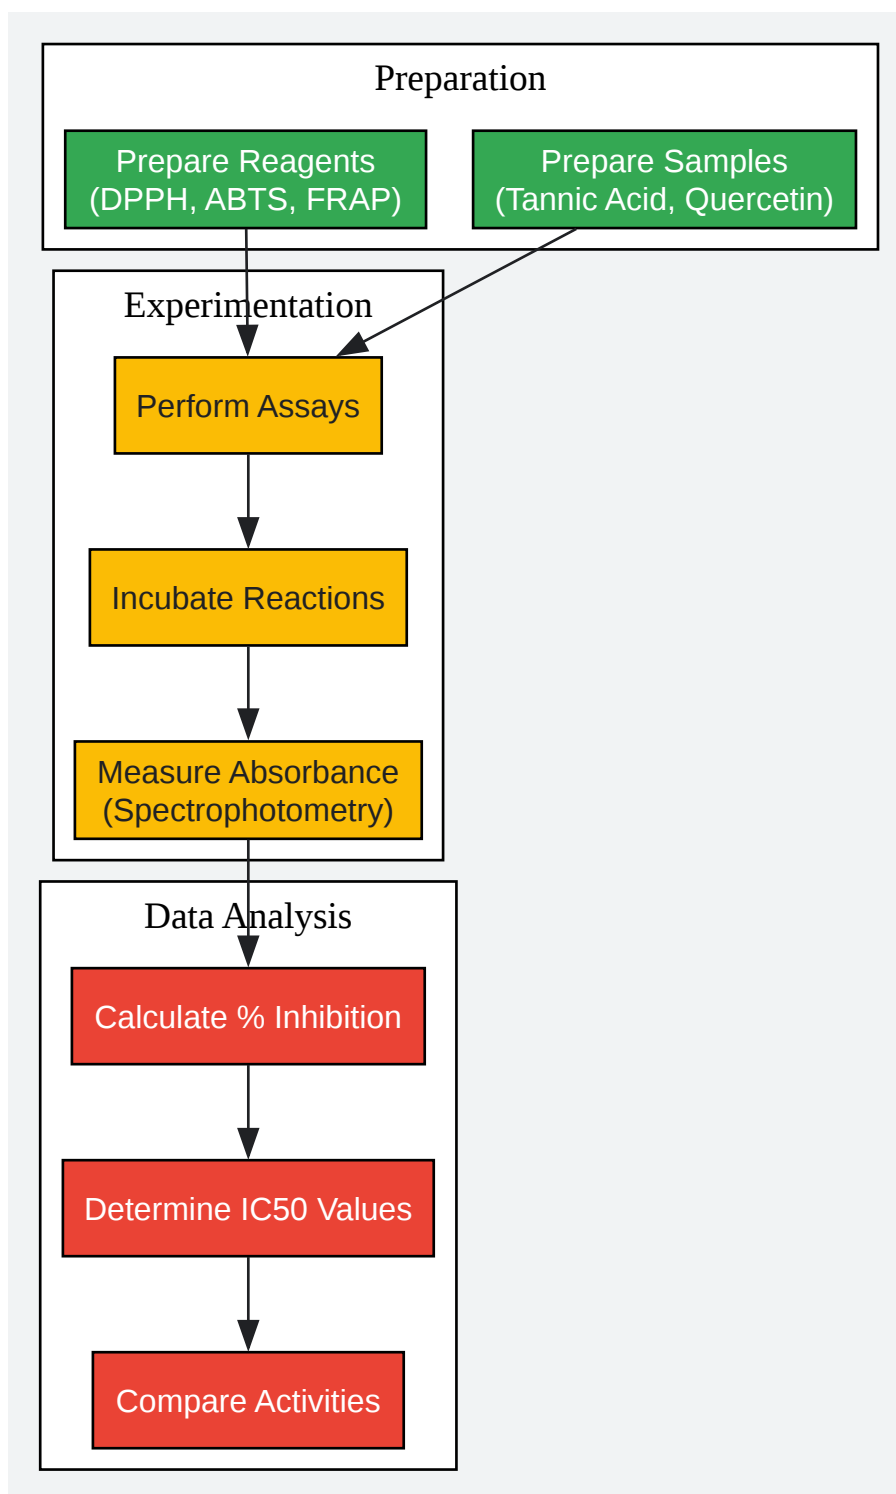 Preparation
Prepare Reagents
(DPPH, ABTS, FRAP)
Prepare Samples
(Tannic Acid, Quercetin)
Experimentation
Perform Assays
Incubate Reactions
Measure Absorbance
(Spectrophotometry)
Data Analysis
Calculate % Inhibition
Determine IC50 Values
Compare Activities